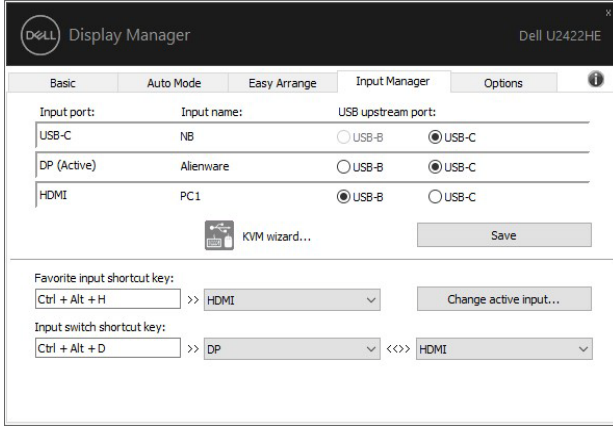 x
DELL Display Manager Dell U2422HE
Basic Auto Mode Easy Arrange Input Manager Options i
Input port: Input name: USB upstream port:
USB-C NB USB-B USB-C
DP (Active) Alienware USB-B USB-C
HDMI PC1 USB-B USB-C
KVM wizard... Save
Favorite input shortcut key:
Ctrl + Alt + H >> HDMI Change active input...
Input switch shortcut key:
Ctrl + Alt + D >> DP <<>> HDMI